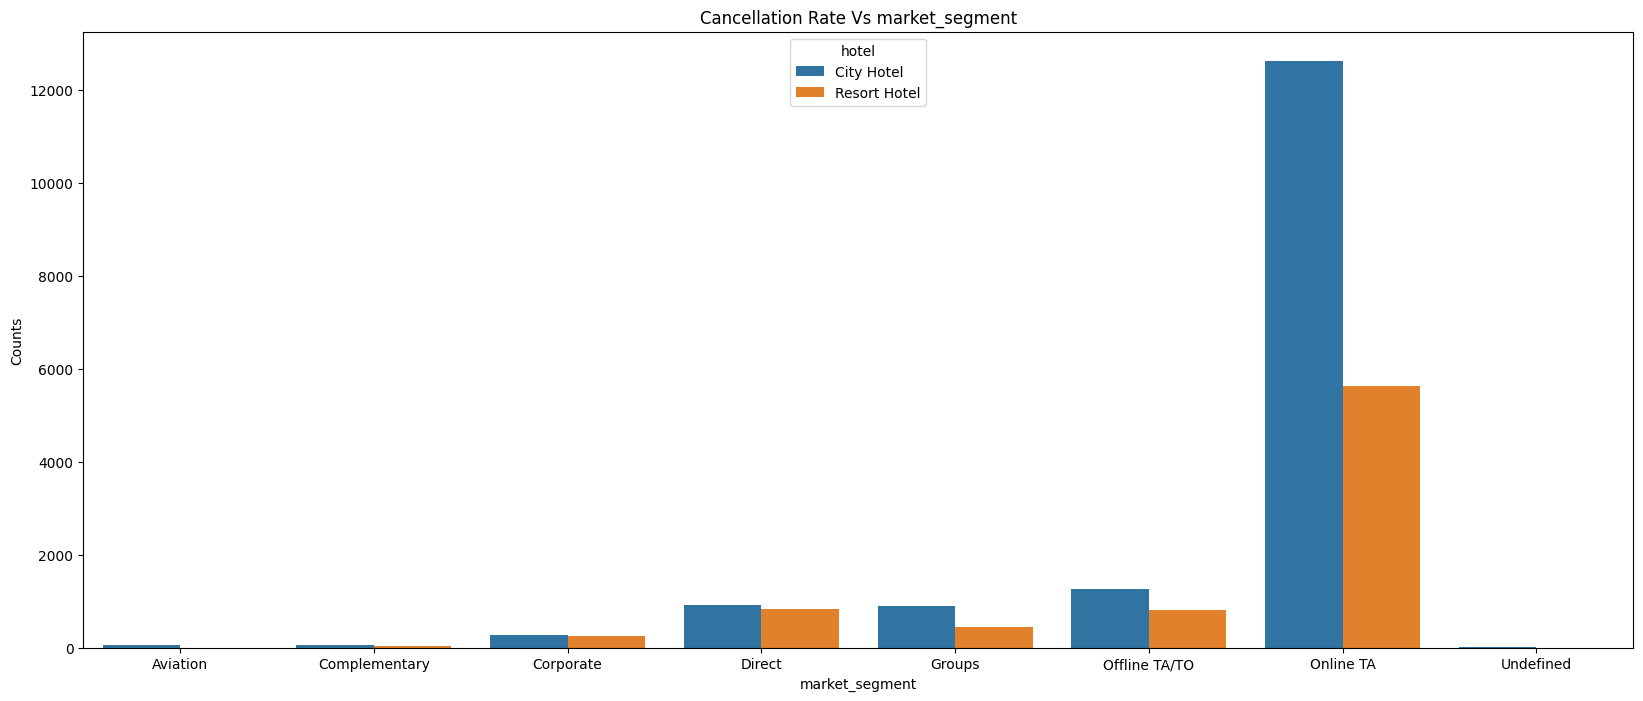 Cancellation Rate Vs market_segment
hotel
City Hotel
Resort Hotel
12000
10000
8000
6000
4000
2000
0
Counts
Aviation Complementary Corporate Direct Groups Offline TA/TO Online TA Undefined
market_segment